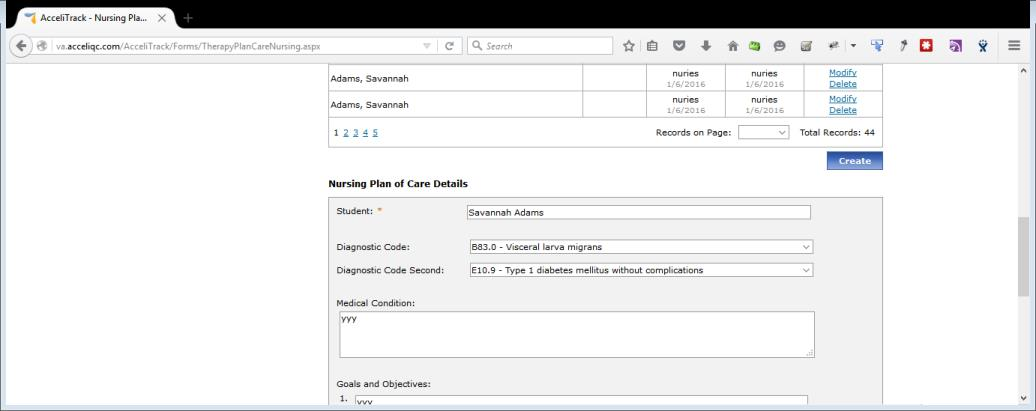 AcceliTrack - Nursing Pla...
va.acceliqc.com/AcceliTrack/Forms/TherapyPlanCareNursing.aspx
Search
Adams, Savannah nuries nuries Modify
1/6/2016 1/6/2016 Delete
Adams, Savannah nuries nuries Modify
1/6/2016 1/6/2016 Delete
1 2 3 4 5 Records on Page: Total Records: 44
Create
Nursing Plan of Care Details
Student: * Savannah Adams
Diagnostic Code: B83.0 - Visceral larva migrans
Diagnostic Code Second: E10.9 - Type 1 diabetes mellitus without complications
Medical Condition:
yyy
Goals and Objectives:
1. yyy